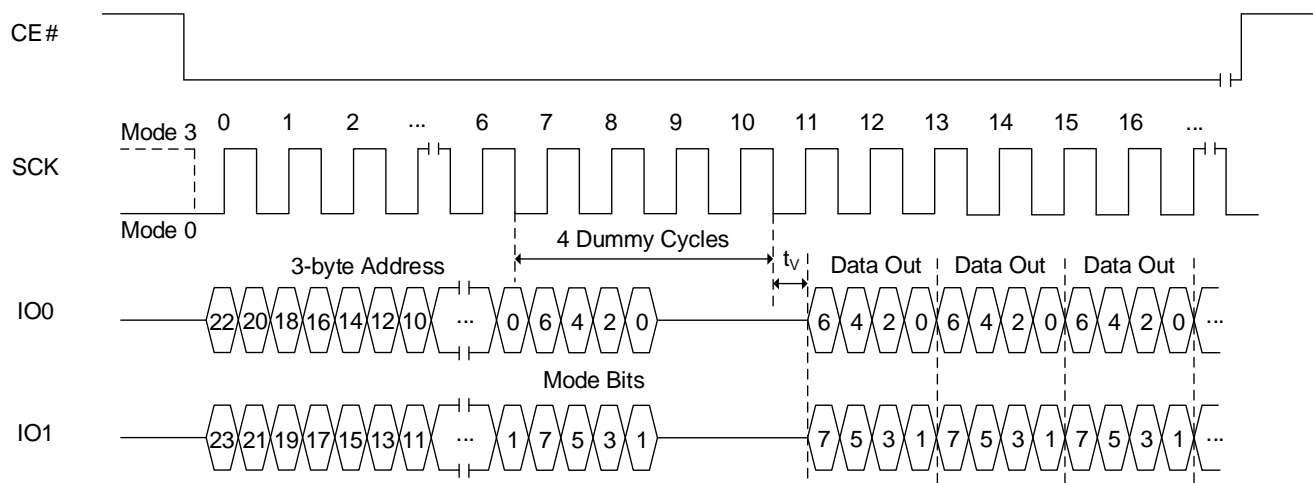 CE#
Mode 3
0 1 2 ... 6 7 8 9 10 11 12 13 14 15 16 ...
SCK
Mode 0
4 Dummy Cycles
3-byte Address
tV
Data Out Data Out Data Out
IO0
22 20 18 16 14 12 10 ... 0 6 4 2 0 6 4 2 0 6 4 2 0 6 4 2 0 ...
Mode Bits
IO1
23 21 19 17 15 13 11 ... 1 7 5 3 1 7 5 3 1 7 5 3 1 7 5 3 1 ...